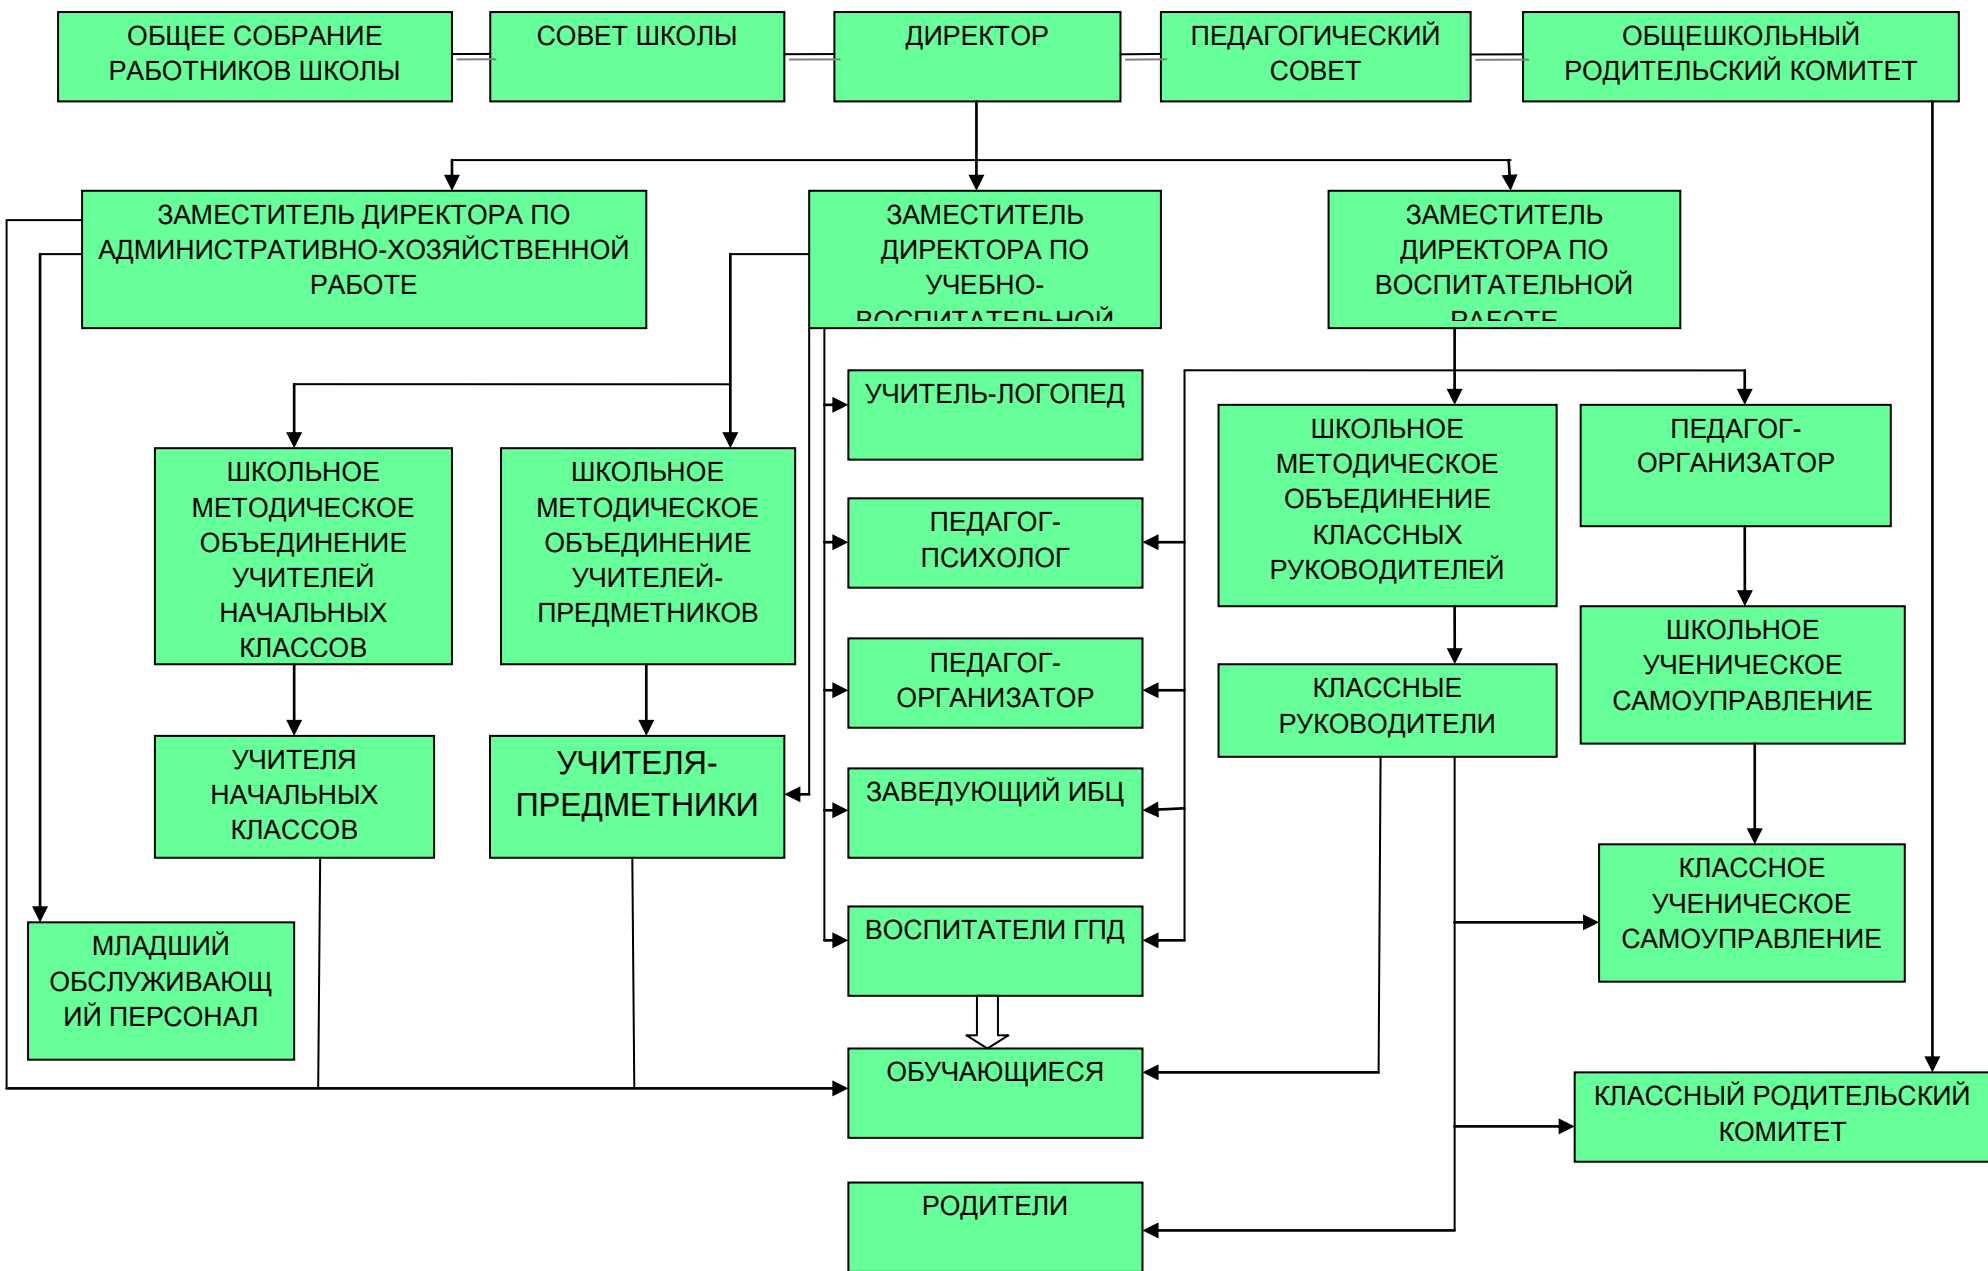 ОБЩЕЕ СОБРАНИЕ
РАБОТНИКОВ ШКОЛЫ
СОВЕТ ШКОЛЫ
ДИРЕКТОР
ПЕДАГОГИЧЕСКИЙ
СОВЕТ
ОБЩЕШКОЛЬНЫЙ
РОДИТЕЛЬСКИЙ КОМИТЕТ
ЗАМЕСТИТЕЛЬ ДИРЕКТОРА ПО
АДМИНИСТРАТИВНО-ХОЗЯЙСТВЕННОЙ
РАБОТЕ
ЗАМЕСТИТЕЛЬ
ДИРЕКТОРА ПО
УЧЕБНО-
ВОСПИТАТЕЛЬНОЙ
ЗАМЕСТИТЕЛЬ
ДИРЕКТОРА ПО
ВОСПИТАТЕЛЬНОЙ
РАБОТЕ
УЧИТЕЛЬ-ЛОГОПЕД
ШКОЛЬНОЕ
МЕТОДИЧЕСКОЕ
ОБЪЕДИНЕНИЕ
КЛАССНЫХ
РУКОВОДИТЕЛЕЙ
ПЕДАГОГ-
ОРГАНИЗАТОР
ШКОЛЬНОЕ
МЕТОДИЧЕСКОЕ
ОБЪЕДИНЕНИЕ
УЧИТЕЛЕЙ
НАЧАЛЬНЫХ
КЛАССОВ
ШКОЛЬНОЕ
МЕТОДИЧЕСКОЕ
ОБЪЕДИНЕНИЕ
УЧИТЕЛЕЙ-
ПРЕДМЕТНИКОВ
ПЕДАГОГ-
ПСИХОЛОГ
ШКОЛЬНОЕ
УЧЕНИЧЕСКОЕ
САМОУПРАВЛЕНИЕ
ПЕДАГОГ-
ОРГАНИЗАТОР
КЛАССНЫЕ
РУКОВОДИТЕЛИ
УЧИТЕЛЯ
НАЧАЛЬНЫХ
КЛАССОВ
УЧИТЕЛЯ-
ПРЕДМЕТНИКИ
ЗАВЕДУЮЩИЙ ИБЦ
КЛАССНОЕ
УЧЕНИЧЕСКОЕ
САМОУПРАВЛЕНИЕ
ВОСПИТАТЕЛИ ГПД
МЛАДШИЙ
ОБСЛУЖИВАЮЩ
ИЙ ПЕРСОНАЛ
ОБУЧАЮЩИЕСЯ
КЛАССНЫЙ РОДИТЕЛЬСКИЙ
КОМИТЕТ
РОДИТЕЛИ